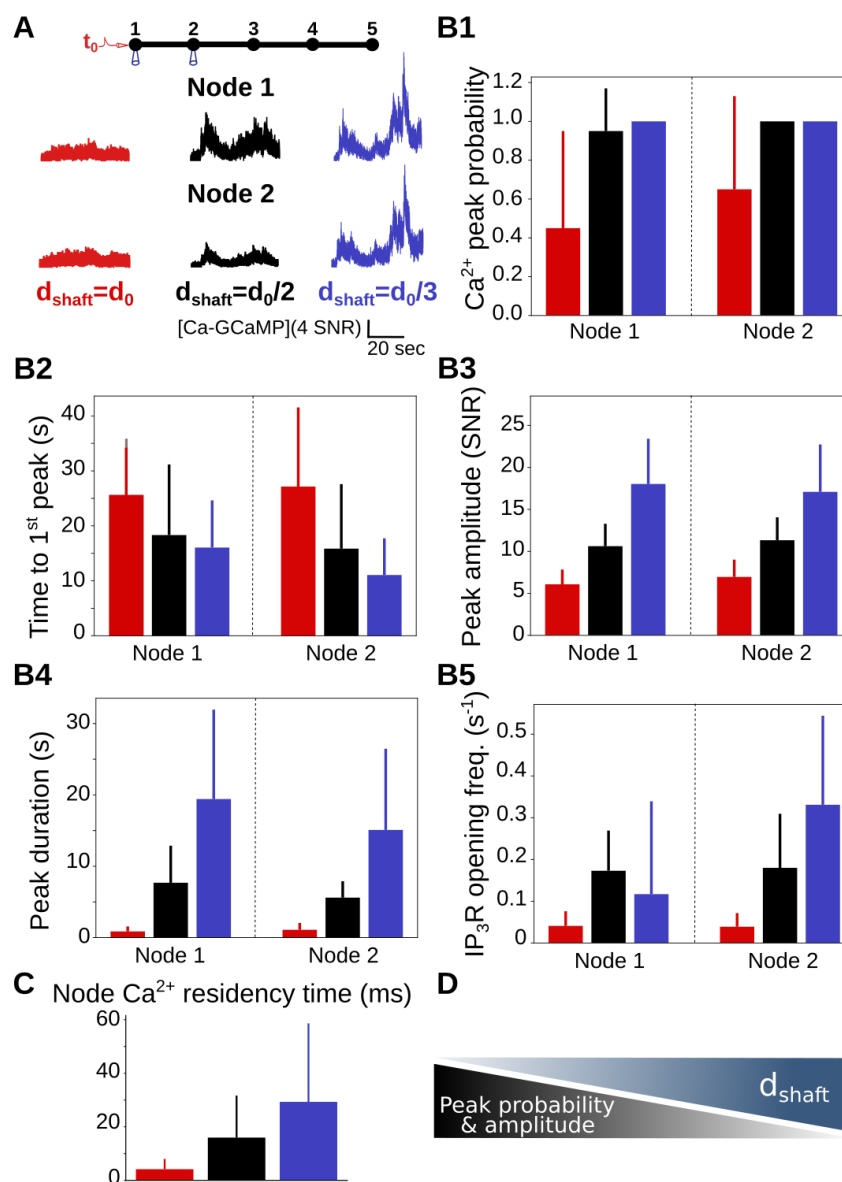 A
t0
1 2 3 4 5
Node 1
Node 2
dshaft=d0 dshaft=d0/2 dshaft=d0/3
[Ca-GCaMP](4 SNR)
20 sec
B1
Ca2+ peak probability
1.2
1.0
0.8
0.6
0.4
0.2
0.0
Node 1 Node 2
B2
Time to 1st peak (s)
40
30
20
10
0
Node 1 Node 2
B3
Peak amplitude (SNR)
25
20
15
10
5
0
Node 1 Node 2
B4
Peak duration (s)
30
20
10
0
Node 1 Node 2
B5
IP3R opening freq. (s-1)
0.5
0.4
0.3
0.2
0.1
0
Node 1 Node 2
C
Node Ca2+ residency time (ms)
60
40
20
0
D
dshaft
Peak probability
& amplitude